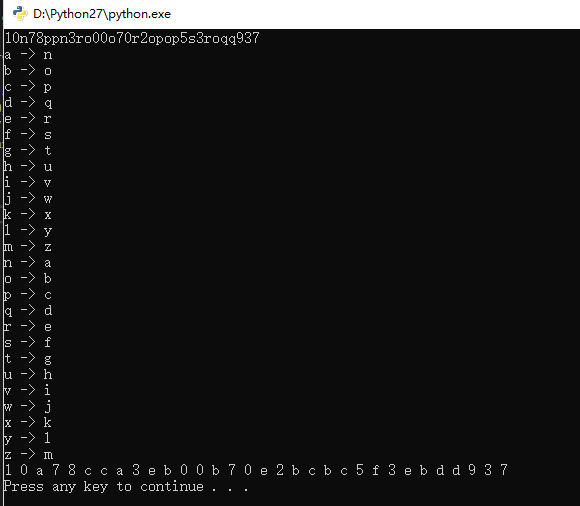 D:\Python27\python.exe
10n78ppn3ro00o70r2opop5s3roqq937
a -> n
b -> o
c -> p
d -> q
e -> r
f -> s
g -> t
h -> u
i -> v
j -> w
k -> x
l -> y
m -> z
n -> a
o -> b
p -> c
q -> d
r -> e
s -> f
t -> g
u -> h
v -> i
w -> j
x -> k
y -> l
z -> m
1 0 a 7 8 c c a 3 e b 0 0 b 7 0 e 2 b c b c 5 f 3 e b d d 9 3 7
Press any key to continue . . .